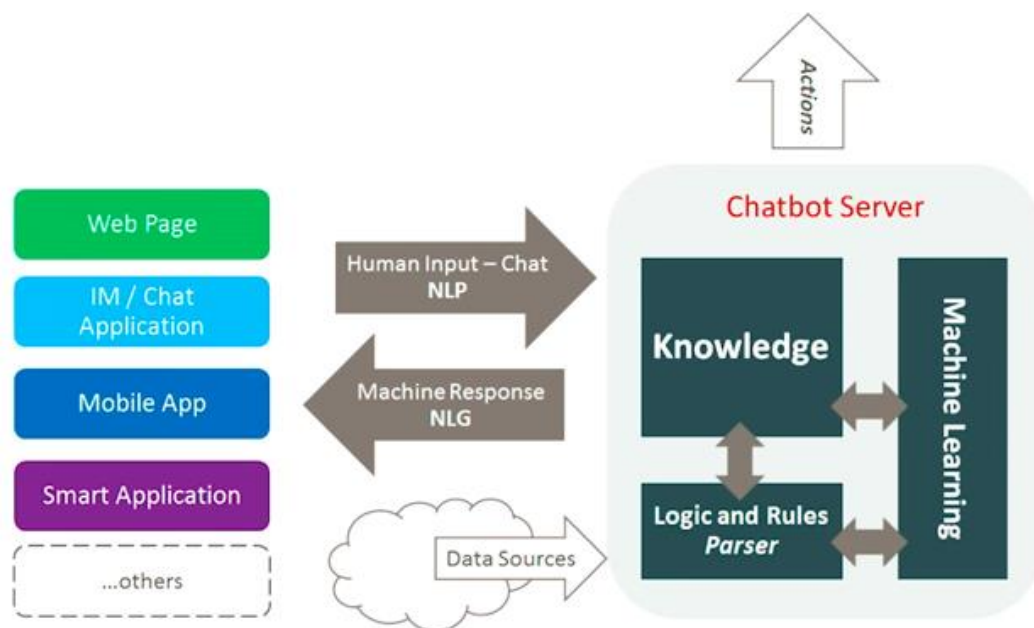 Actions
Web Page
IM / Chat
Application
Mobile App
Smart Application
...others
Human Input – Chat
NLP
Machine Response
NLG
Data Sources
Chatbot Server
Knowledge
Logic and Rules
Parser
Machine Learning